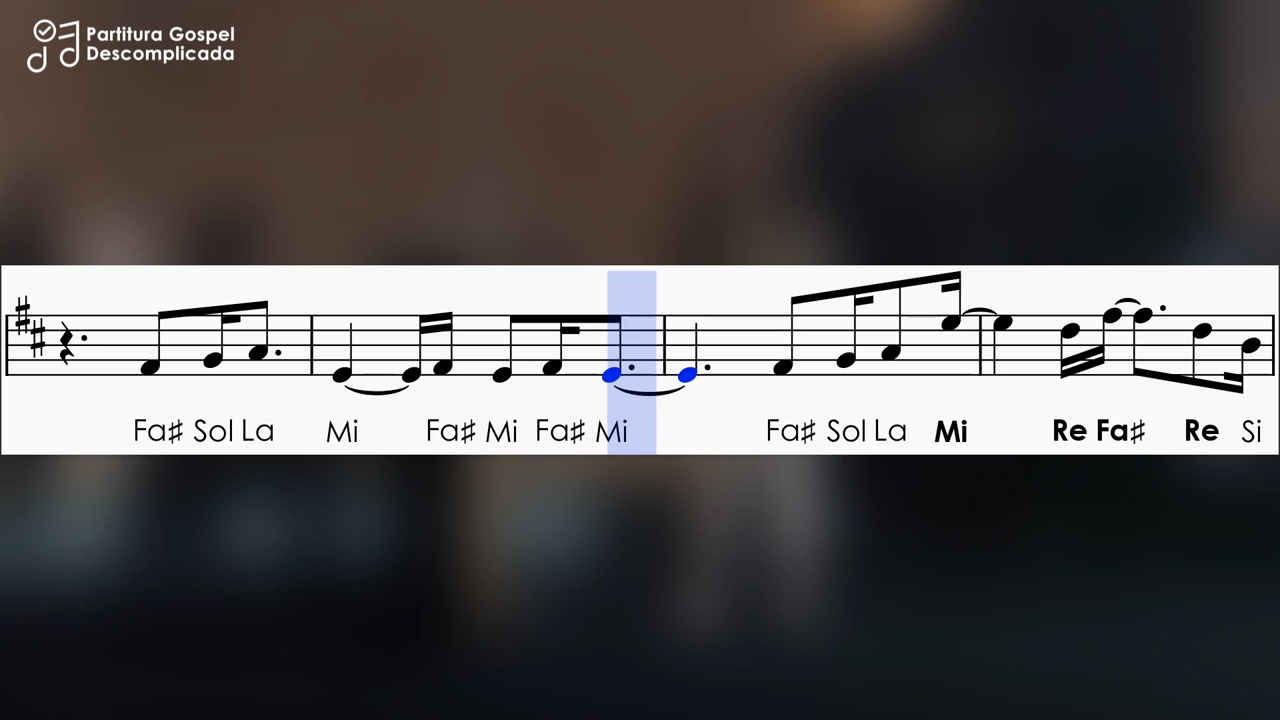 Partitura Gospel
Descomplicada
Fa♯ Sol La Mi Fa♯ Mi Fa♯ Mi Fa♯ Sol La Mi Re Fa♯ Re Si